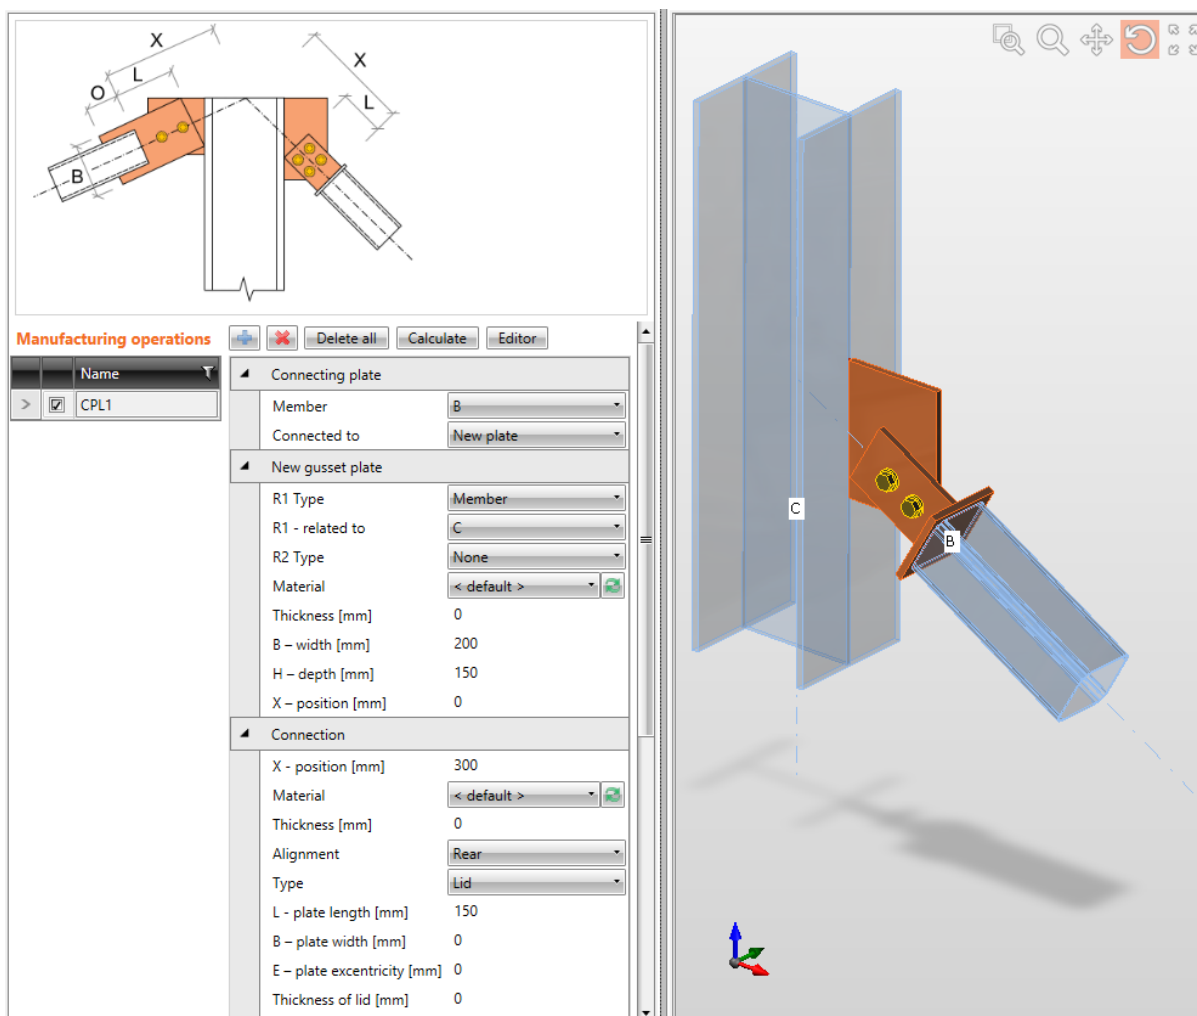 X
X
L
L
O
B
Manufacturing operations
Delete all
Calculate
Editor
Name
CPL1
Connecting plate
Member B
Connected to New plate
New gusset plate
R1 Type Member
R1 - related to C
R2 Type None
Material < default >
Thickness [mm] 0
B – width [mm] 200
H – depth [mm] 150
X – position [mm] 0
Connection
X - position [mm] 300
Material < default >
Thickness [mm] 0
Alignment Rear
Type Lid
L - plate length [mm] 150
B – plate width [mm] 0
E – plate excentricity [mm] 0
Thickness of lid [mm] 0
C
B